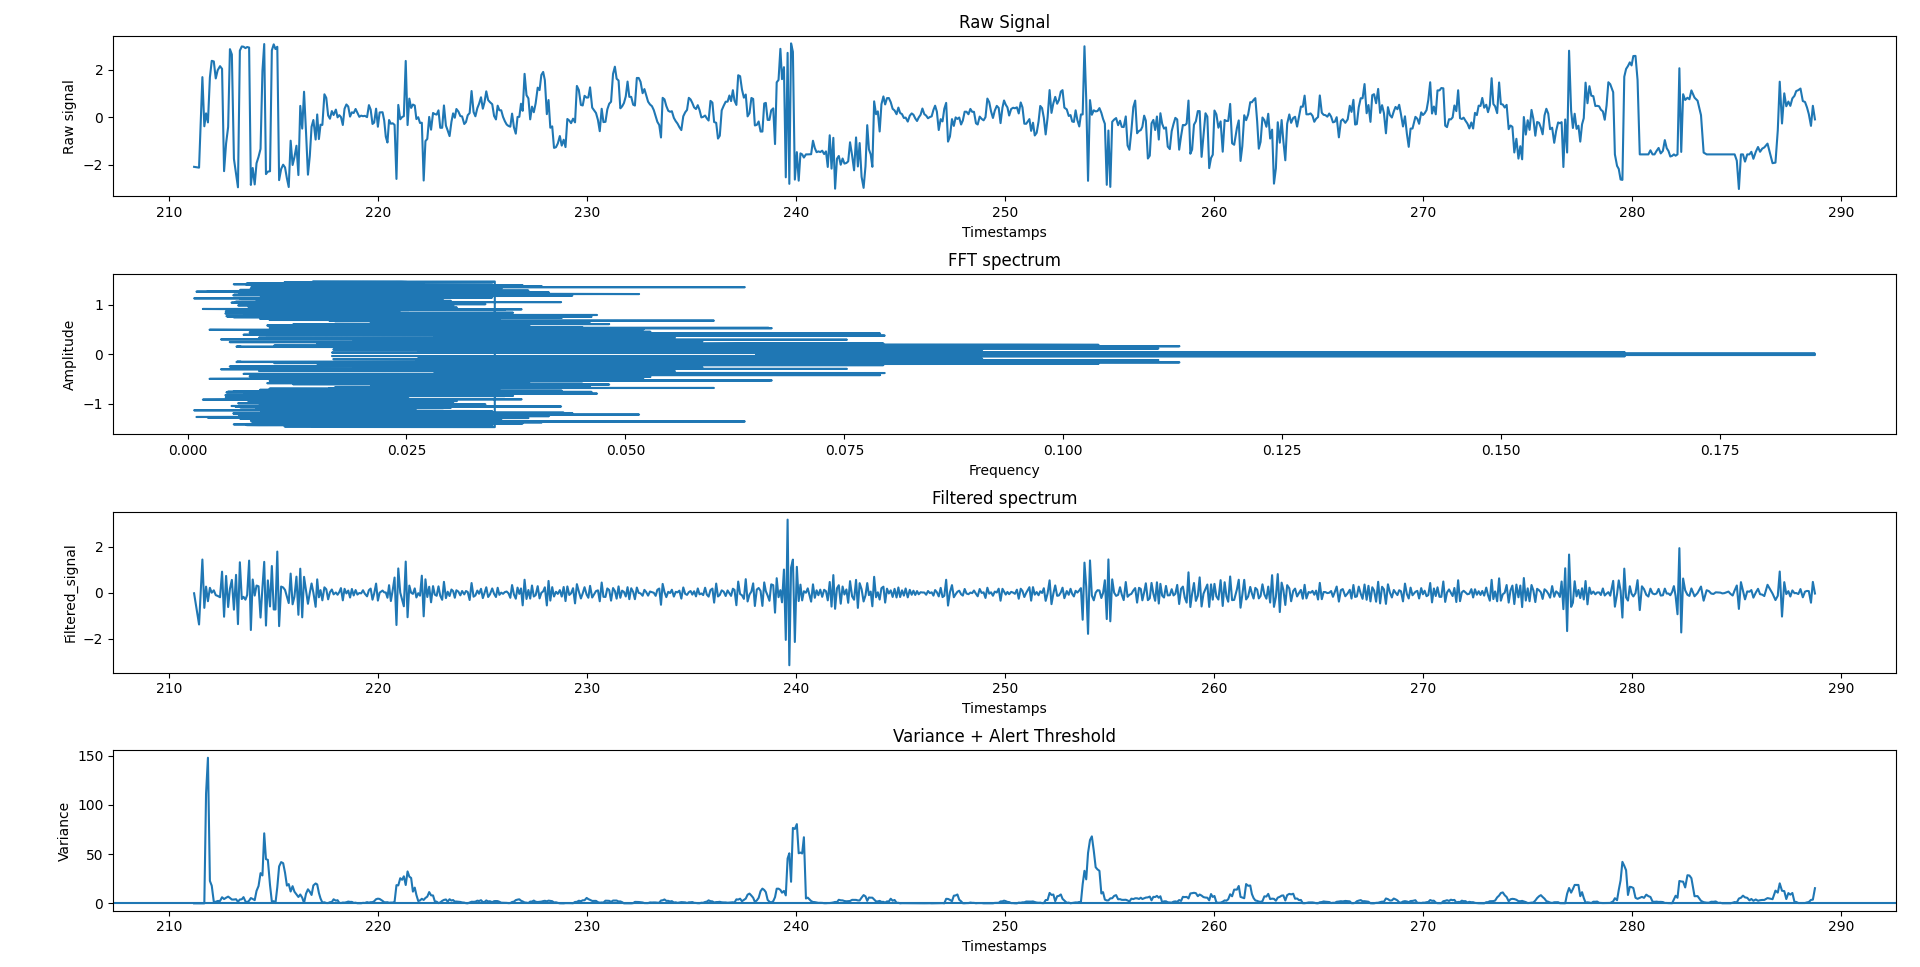 Raw Signal
Raw signal
2
0
−2
210 220 230 240 250 260 270 280 290
Timestamps
FFT spectrum
Amplitude
1
0
−1
0.000 0.025 0.050 0.075 0.100 0.125 0.150 0.175
Frequency
Filtered spectrum
Filtered_signal
2
0
−2
210 220 230 240 250 260 270 280 290
Timestamps
Variance + Alert Threshold
Variance
150
100
50
0
210 220 230 240 250 260 270 280 290
Timestamps